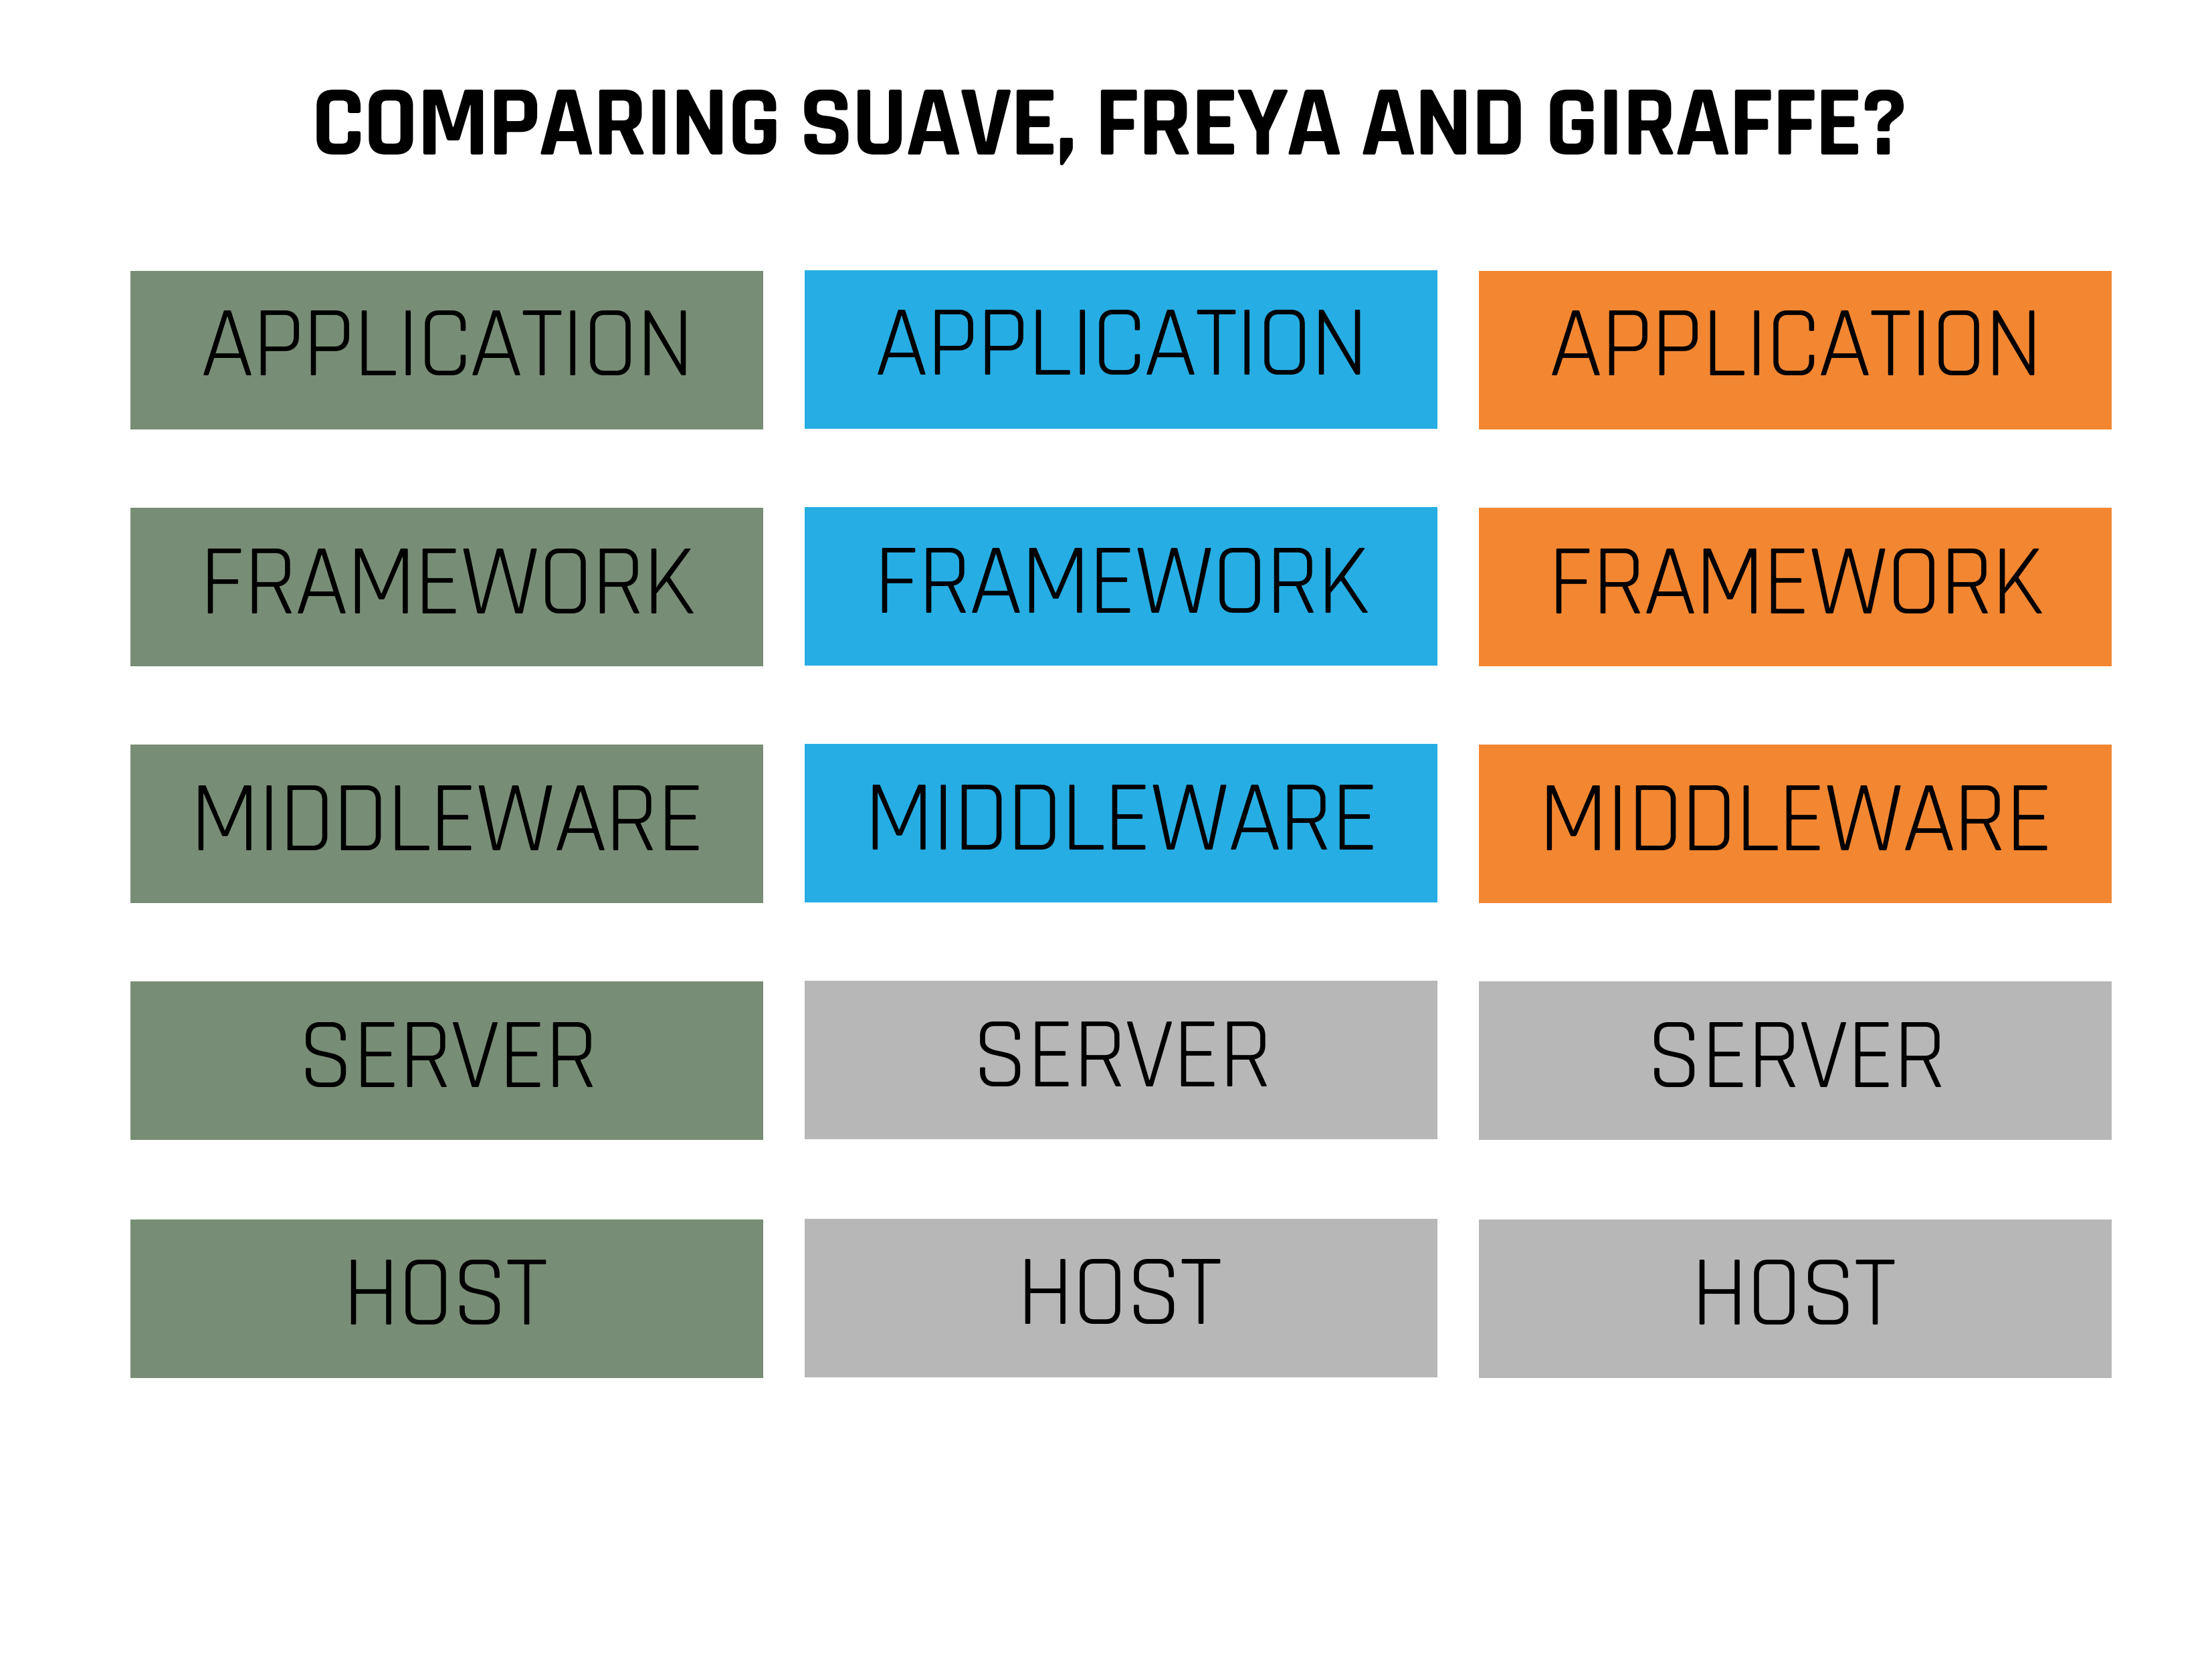 COMPARING SUAVE, FREYA AND GIRAFFE?
APPLICATION APPLICATION APPLICATION
FRAMEWORK FRAMEWORK FRAMEWORK
MIDDLEWARE MIDDLEWARE MIDDLEWARE
SERVER SERVER SERVER
HOST HOST HOST